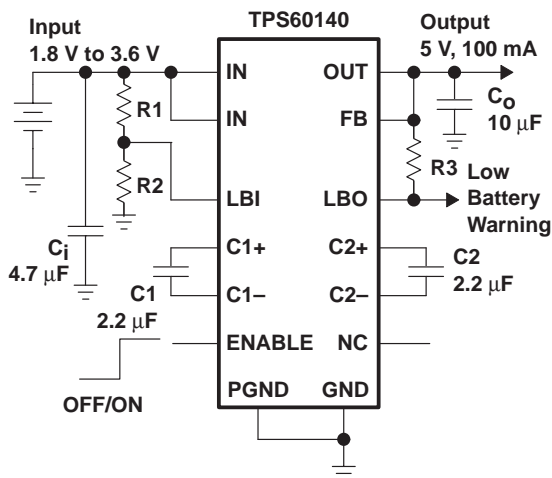 TPS60140
Input
1.8 V to 3.6 V
Output
5 V, 100 mA
IN
OUT
R1
IN
FB
Co
10 μF
R2
R3
LBI
LBO
Low
Battery
Warning
Ci
4.7 μF
C1+
C2+
C1
2.2 μF
C1–
C2–
C2
2.2 μF
ENABLE
NC
OFF/ON
PGND
GND